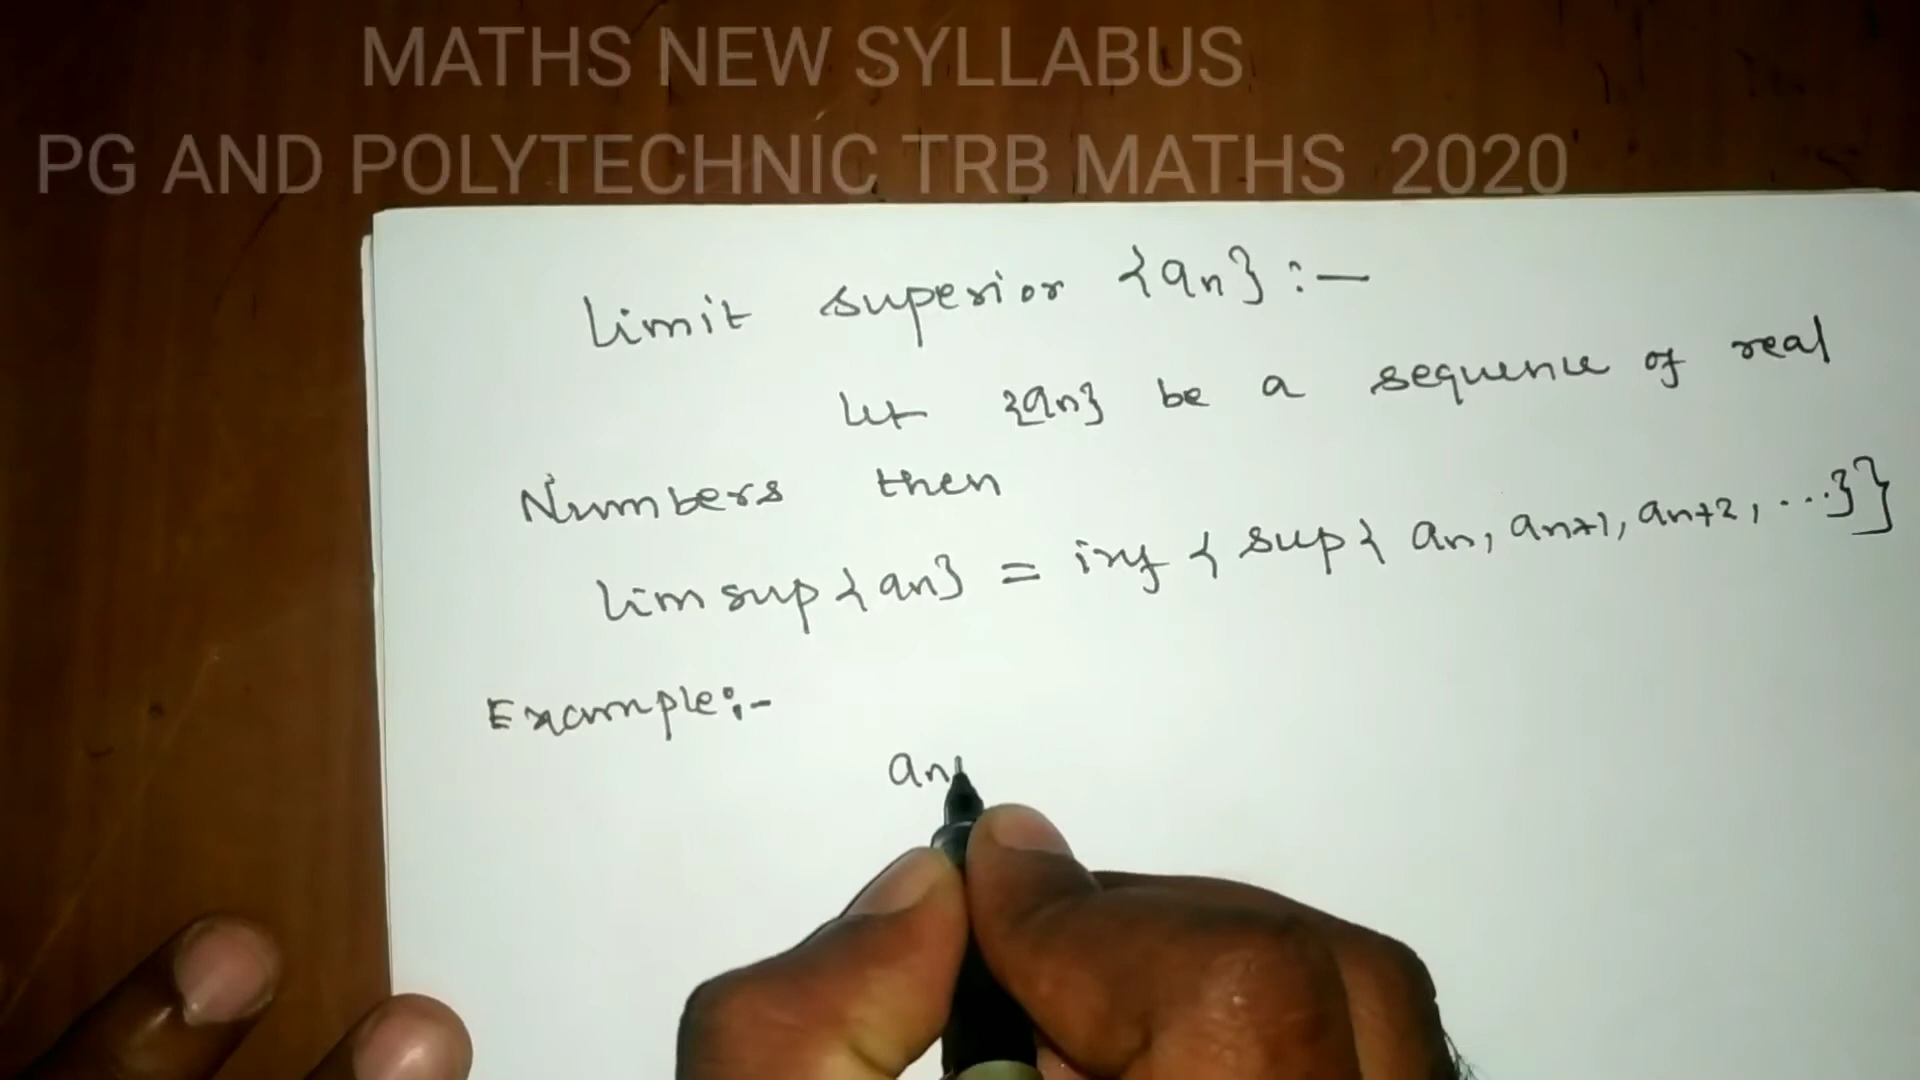 MATHS NEW SYLLABUS
PG AND POLYTECHNIC TRB MATHS 2020
Limit superior {an} :-
Let {an} be a sequence of real
Numbers then
lim sup {an} = inf { sup { an, an+1, an+2, ...}}
Example:-
an